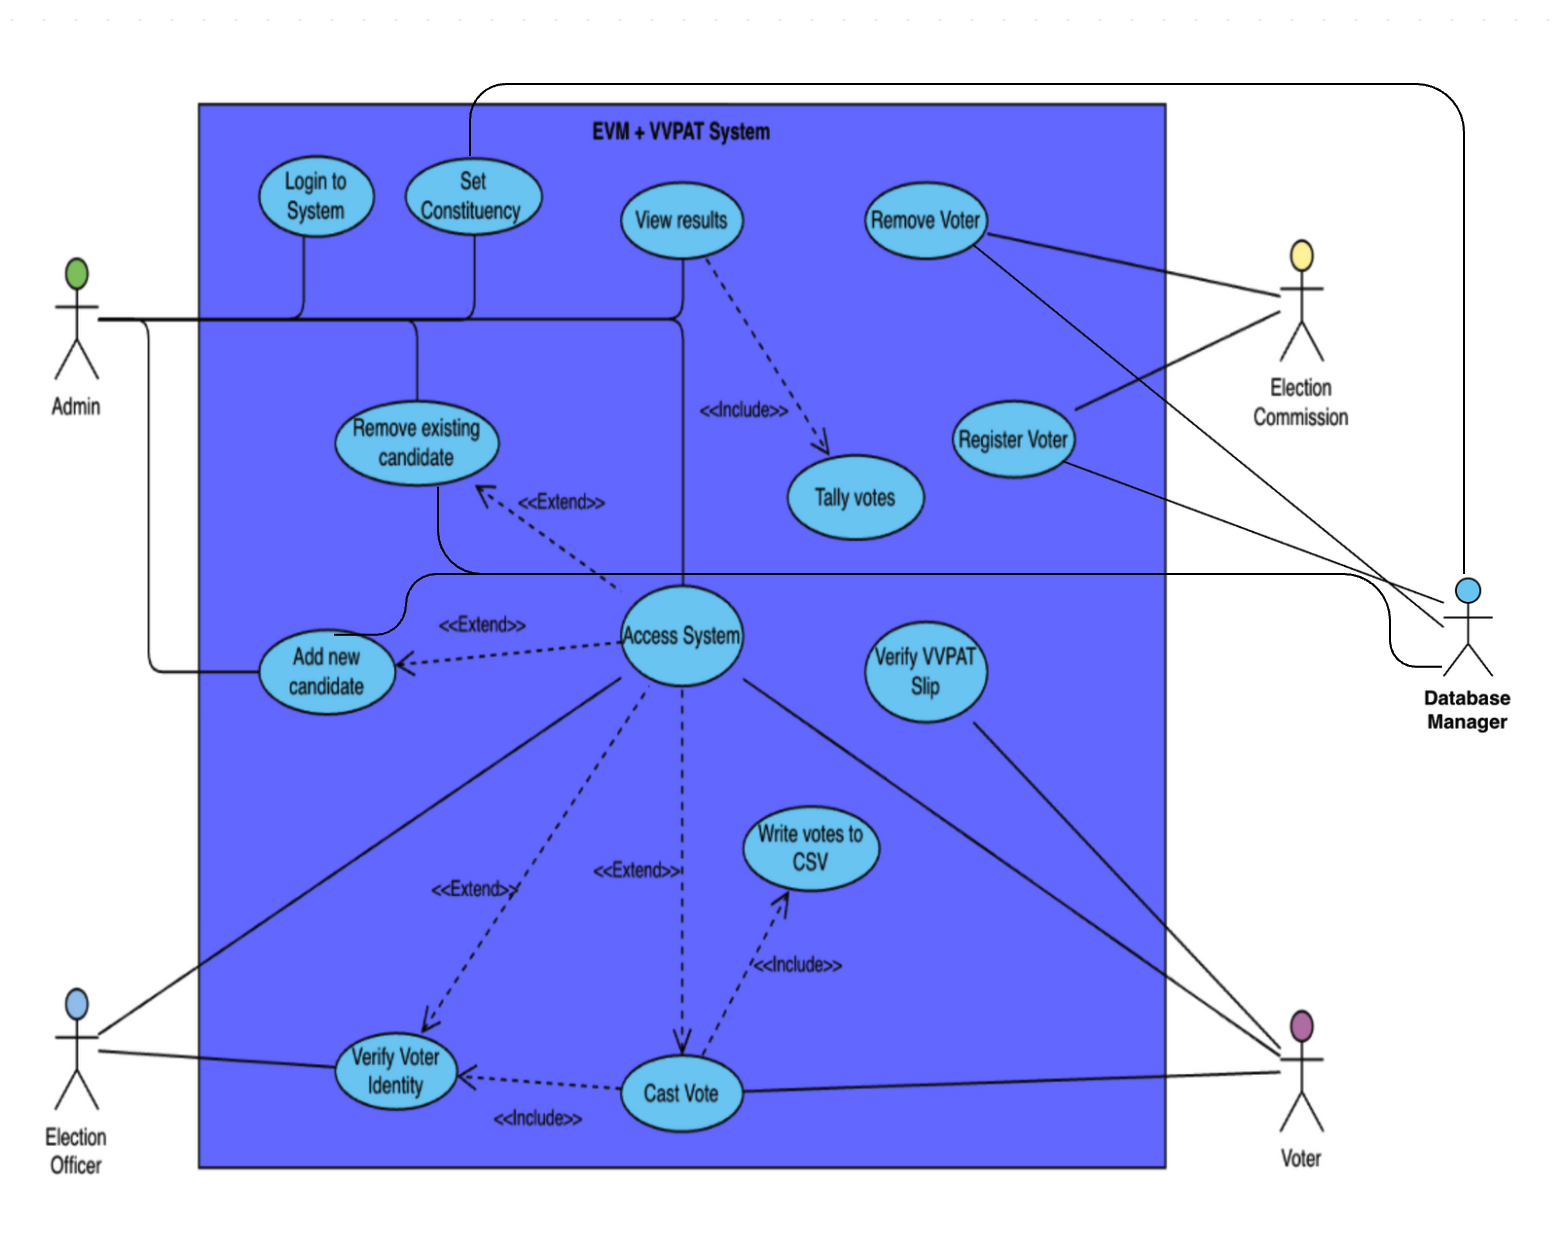 EVM + VVPAT System
Login to
System
Set
Constituency
View results
Remove Voter
Admin
Election
Commission
<<Include>>
Remove existing
candidate
Register Voter
Tally votes
<<Extend>>
<<Extend>>
Access System
Add new
candidate
Verify VVPAT
Slip
Database
Manager
Write votes to
CSV
<<Extend>>
<<Extend>>
<<Include>>
Verify Voter
Identity
Cast Vote
<<Include>>
Election
Officer
Voter